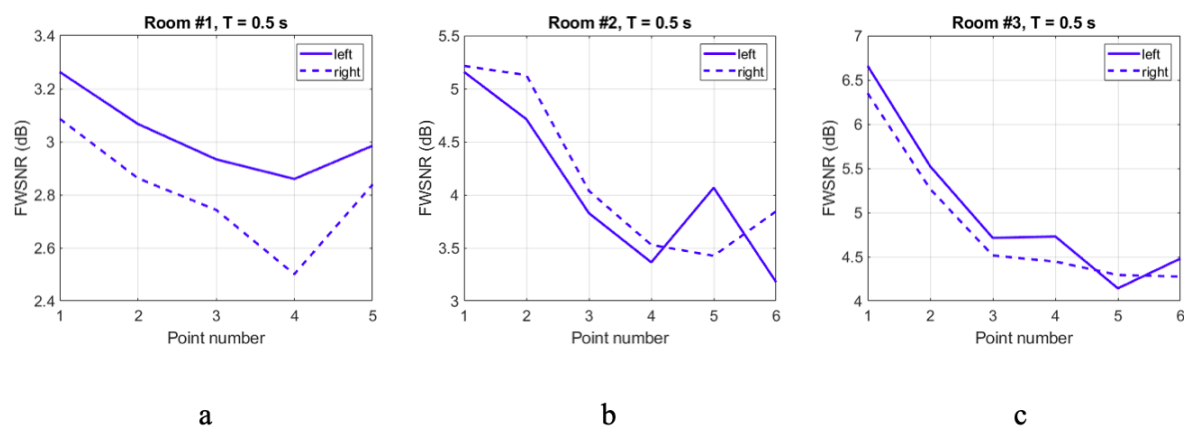 Room #1, T = 0.5 s
3.4
3.2
3
2.8
2.6
2.4
FWSNR (dB)
left
right
1
2
3
4
5
Point number
a
Room #2, T = 0.5 s
5.5
5
4.5
4
3.5
3
FWSNR (dB)
left
right
1
2
3
4
5
6
Point number
b
Room #3, T = 0.5 s
7
6.5
6
5.5
5
4.5
4
FWSNR (dB)
left
right
1
2
3
4
5
6
Point number
c